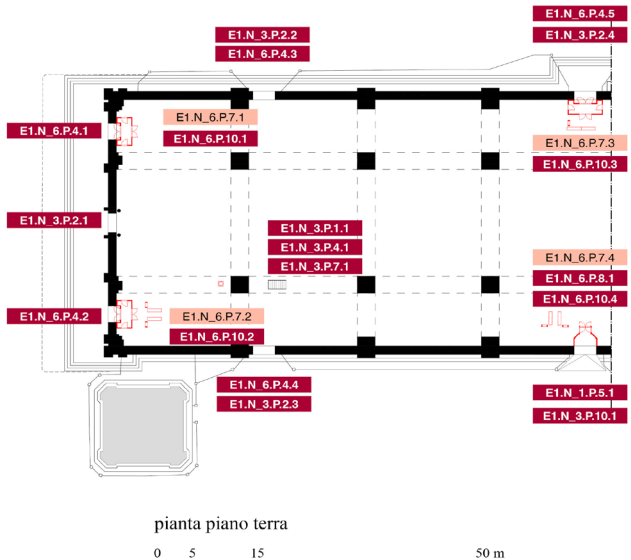 E1.N_6.P.4.5
E1.N_3.P.2.2
E1.N_3.P.2.4
E1.N_6.P.4.3
E1.N_6.P.7.1
E1.N_6.P.4.1
E1.N_6.P.10.1
E1.N_6.P.7.3
E1.N_6.P.10.3
E1.N_3.P.2.1
E1.N_3.P.1.1
E1.N_3.P.4.1
E1.N_3.P.7.1
E1.N_6.P.7.4
E1.N_6.P.8.1
E1.N_6.P.10.4
E1.N_6.P.4.2
E1.N_6.P.7.2
E1.N_6.P.10.2
E1.N_6.P.4.4
E1.N_3.P.2.3
E1.N_1.P.5.1
E1.N_3.P.10.1
pianta piano terra
0 5 15 50 m